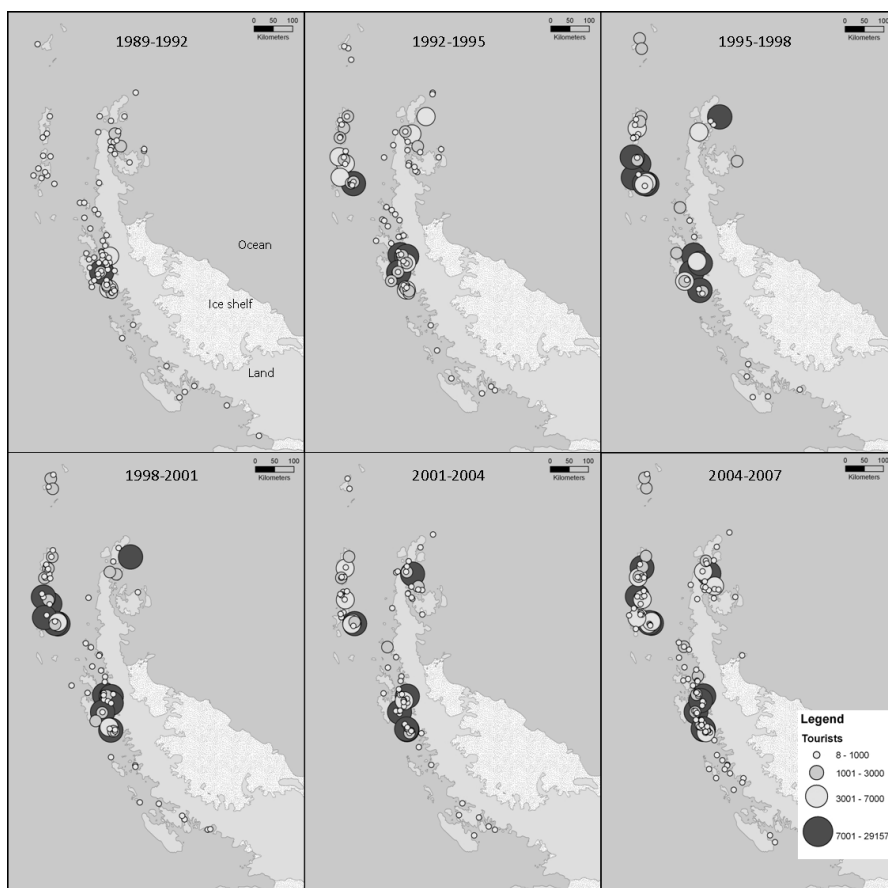 1989-1992
0 50 100
Kilometers
1992-1995
0 50 100
Kilometers
1995-1998
0 50 100
Kilometers
Ocean
Ice shelf
Land
1998-2001
0 50 100
Kilometers
2001-2004
0 50 100
Kilometers
2004-2007
0 50 100
Kilometers
Legend
Tourists
8 - 1000
1001 - 3000
3001 - 7000
7001 - 29157